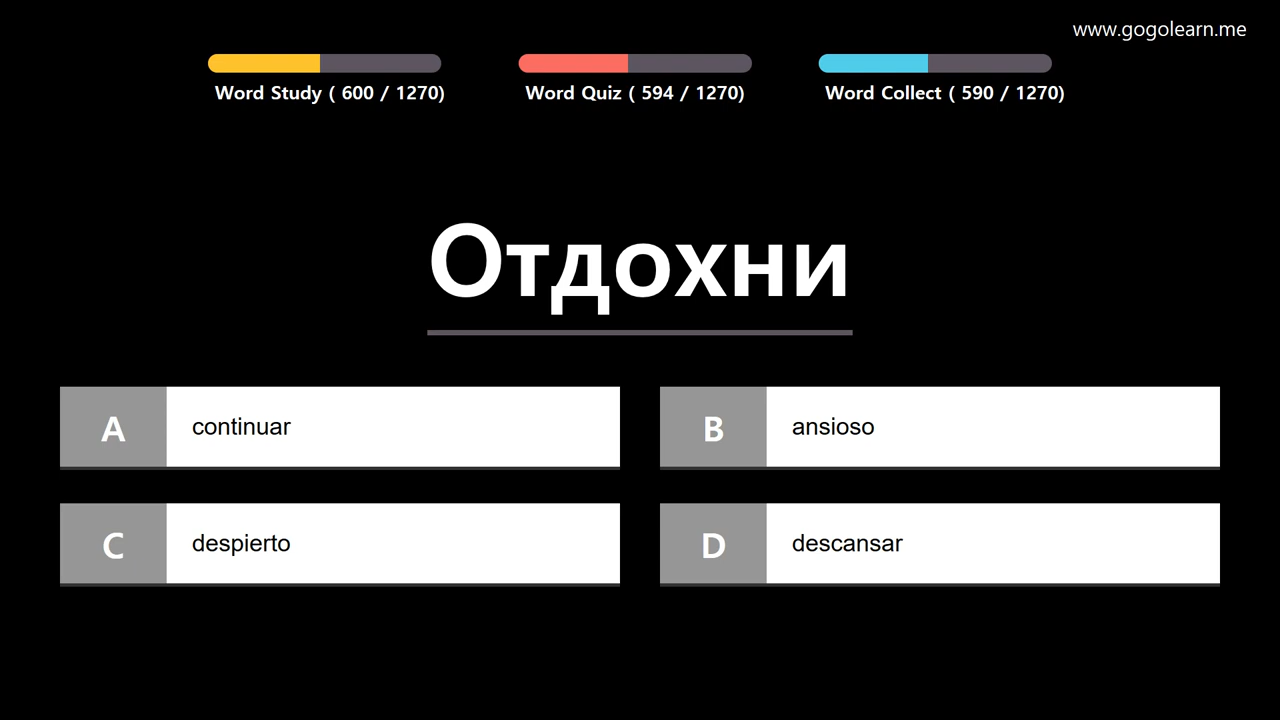 www.gogolearn.me
Word Study ( 600 / 1270)
Word Quiz ( 594 / 1270)
Word Collect ( 590 / 1270)
Отдохни
A
continuar
B
ansioso
C
despierto
D
descansar